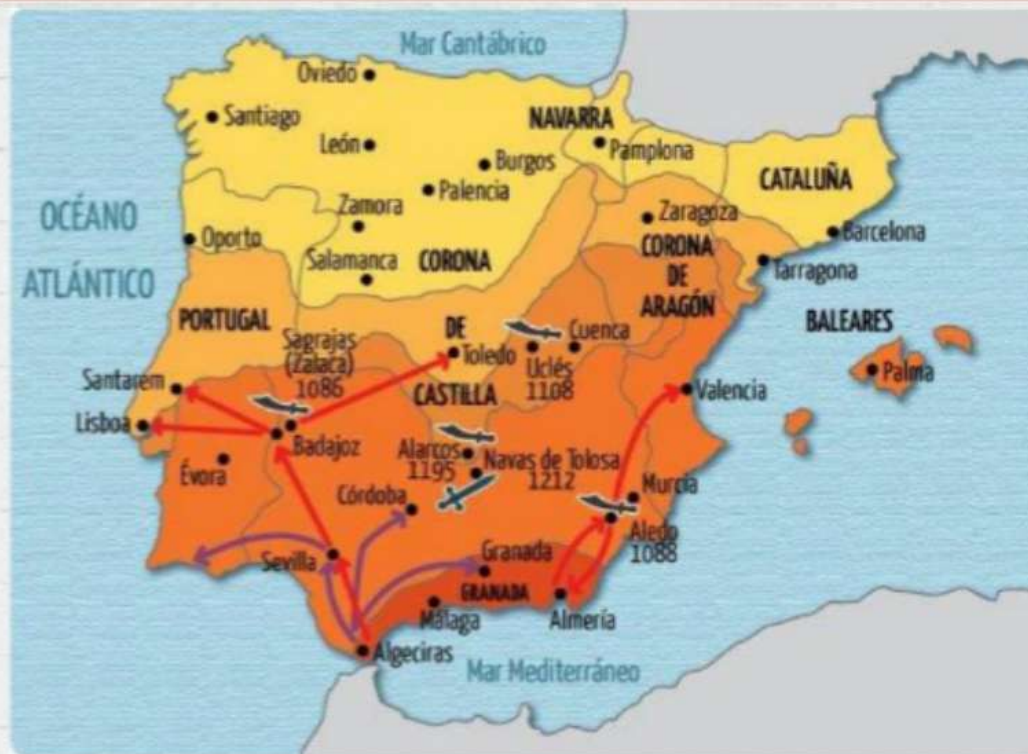 Mar Cantábrico
Oviedo
Santiago
NAVARRA
León
Pamplona
Burgos
CATALUÑA
Palencia
Zamora
Zaragoza
OCÉANO
ATLÁNTICO
Oporto
Barcelona
Salamanca
CORONA
CORONA
DE
ARAGÓN
Tarragona
PORTUGAL
DE
BALEARES
Sagrajas
(Zalaca)
1086
Toledo
Cuenca
Uclés
1108
Palma
Santarem
CASTILLA
Valencia
Lisboa
Badajoz
Alarcos
1195
Navas de Tolosa
1212
Évora
Murcia
Córdoba
Aledo
1088
Sevilla
Granada
GRANADA
Málaga
Almería
Algeciras
Mar Mediterráneo